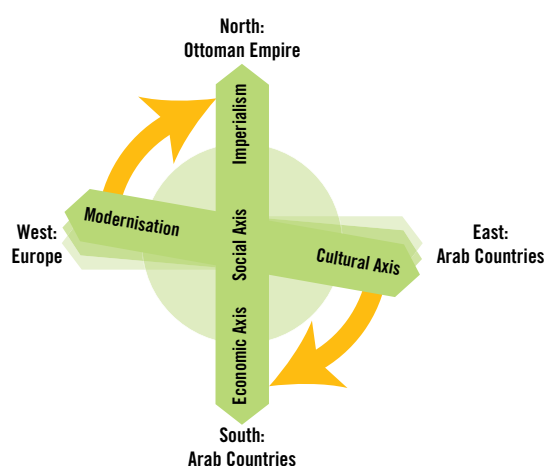 North:
Ottoman Empire
Imperialism
Modernisation
Social Axis
West:
Europe
Cultural Axis
East:
Arab Countries
Economic Axis
South:
Arab Countries